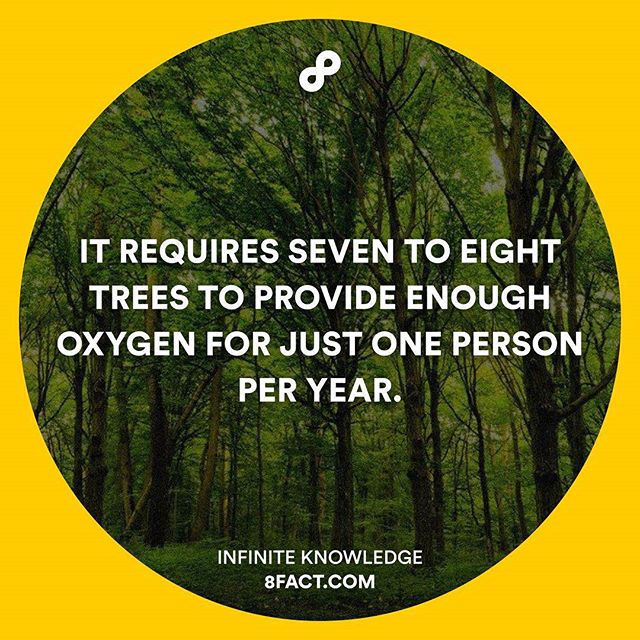 IT REQUIRES SEVEN TO EIGHT
TREES TO PROVIDE ENOUGH
OXYGEN FOR JUST ONE PERSON
PER YEAR.
INFINITE KNOWLEDGE
8FACT.COM